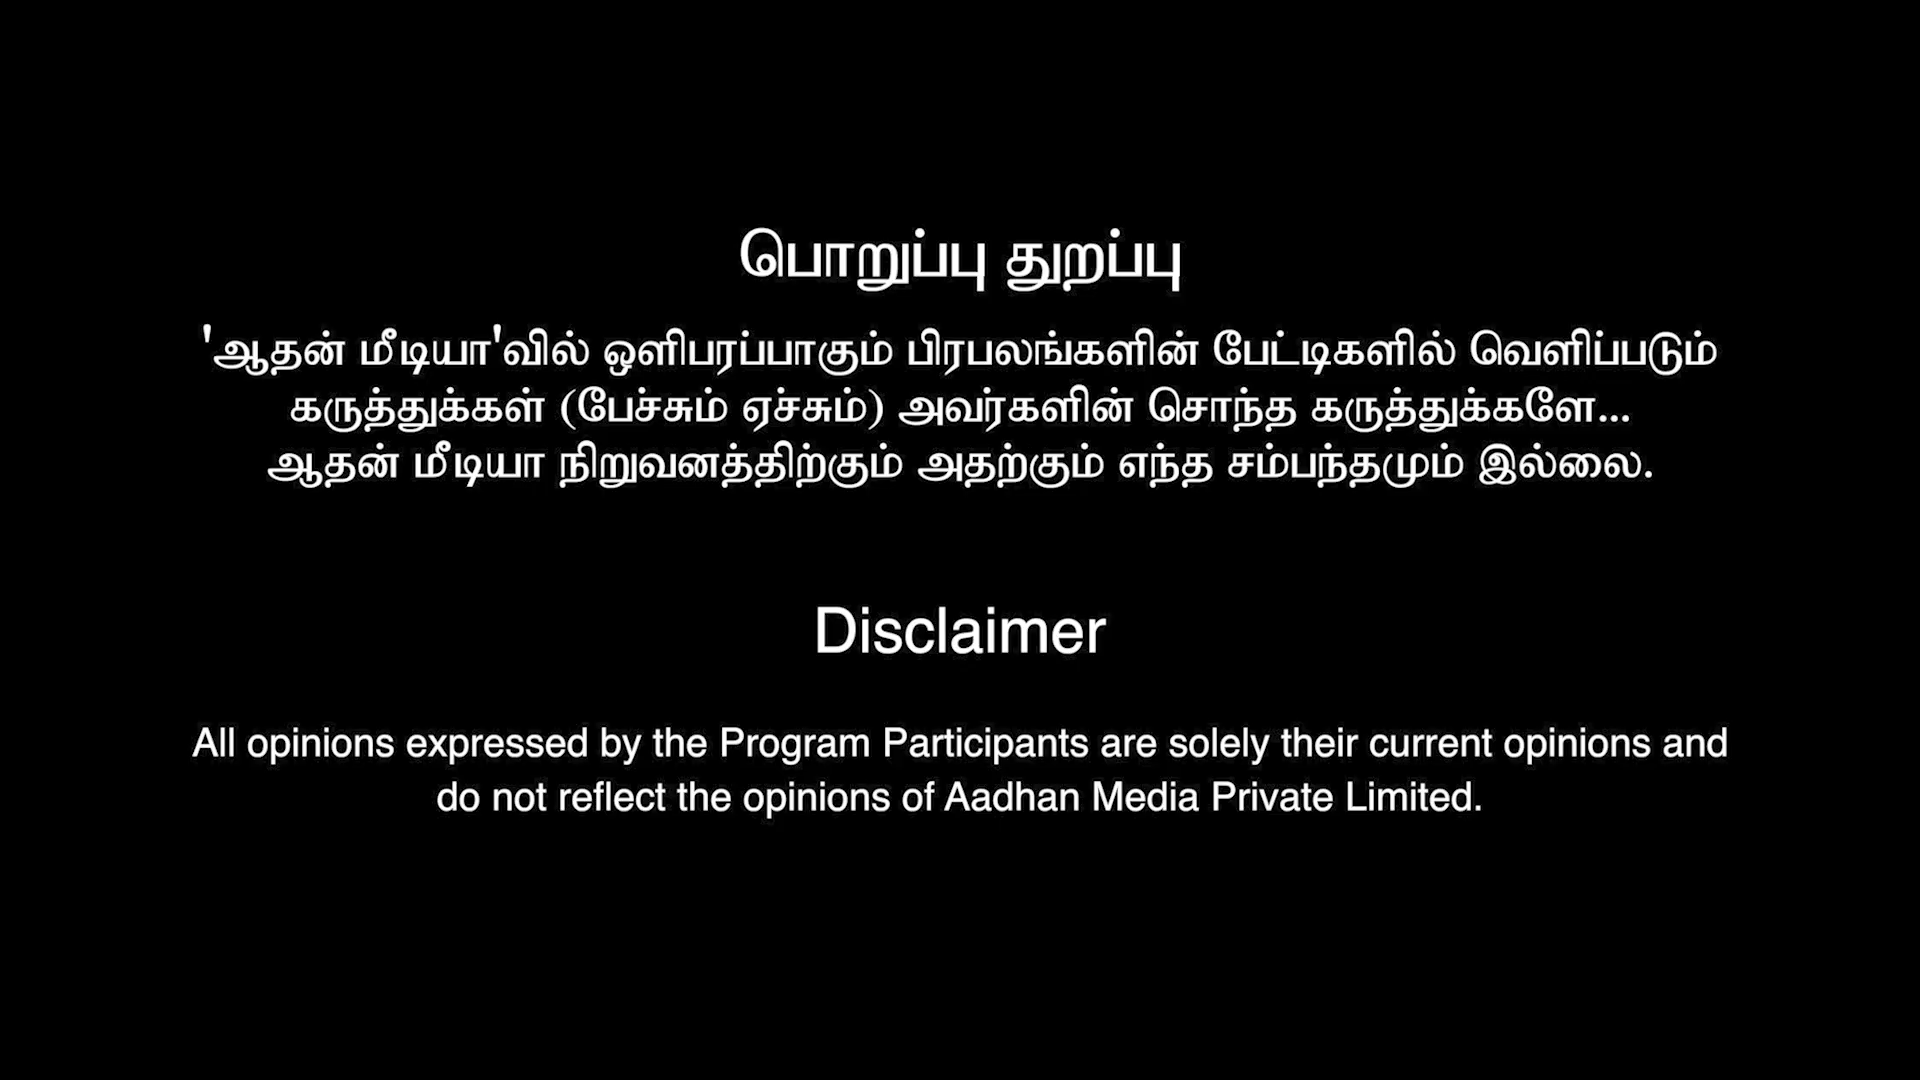 பொறுப்பு துறப்பு
'ஆதன் மீடியா'வில் ஒளிபரப்பாகும் பிரபலங்களின் பேட்டிகளில் வெளிப்படும்
கருத்துக்கள் (பேச்சும் ஏச்சும்) அவர்களின் சொந்த கருத்துக்களே...
ஆதன் மீடியா நிறுவனத்திற்கும் அதற்கும் எந்த சம்பந்தமும் இல்லை.
Disclaimer
All opinions expressed by the Program Participants are solely their current opinions and
do not reflect the opinions of Aadhan Media Private Limited.